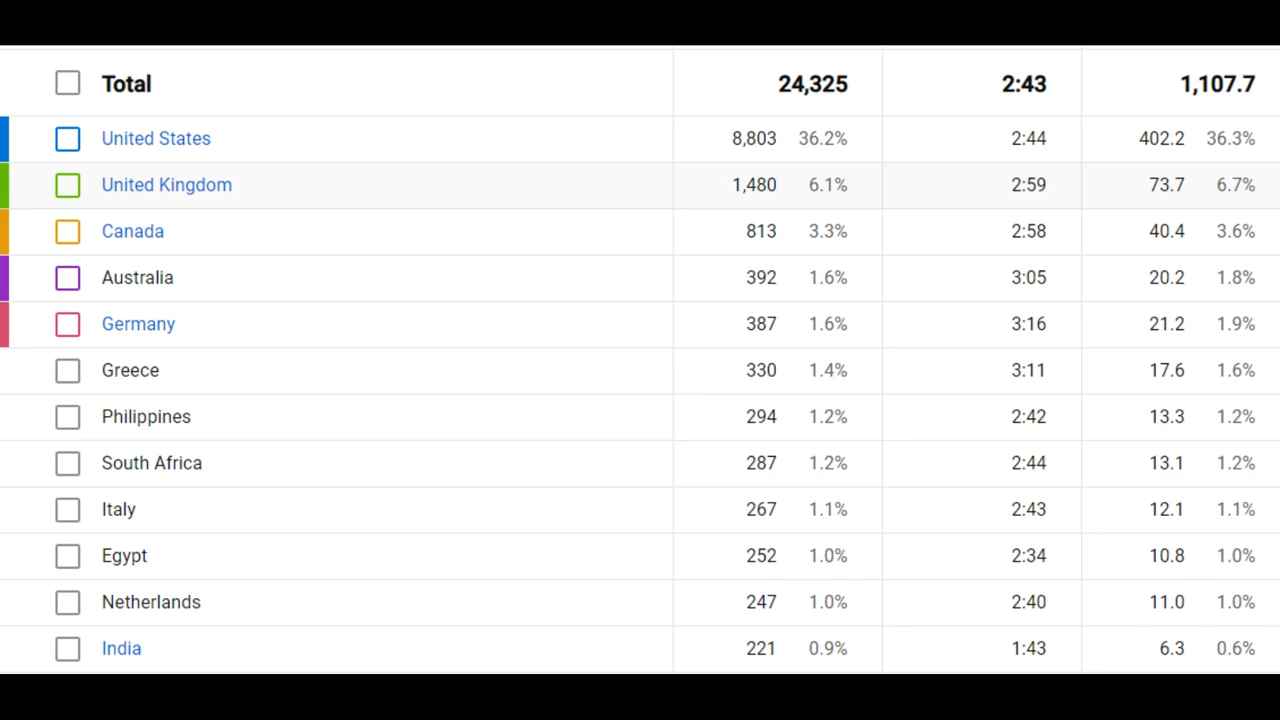 Total 24,325 2:43 1,107.7
United States 8,803 36.2% 2:44 402.2 36.3%
United Kingdom 1,480 6.1% 2:59 73.7 6.7%
Canada 813 3.3% 2:58 40.4 3.6%
Australia 392 1.6% 3:05 20.2 1.8%
Germany 387 1.6% 3:16 21.2 1.9%
Greece 330 1.4% 3:11 17.6 1.6%
Philippines 294 1.2% 2:42 13.3 1.2%
South Africa 287 1.2% 2:44 13.1 1.2%
Italy 267 1.1% 2:43 12.1 1.1%
Egypt 252 1.0% 2:34 10.8 1.0%
Netherlands 247 1.0% 2:40 11.0 1.0%
India 221 0.9% 1:43 6.3 0.6%